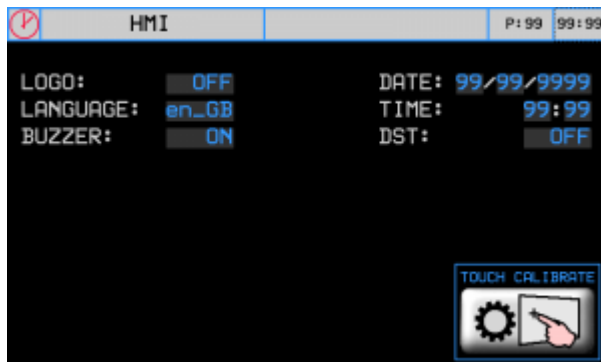 HMI P:99 99:99
LOGO: OFF DATE: 99/99/9999
LANGUAGE: en_GB TIME: 99:99
BUZZER: ON DST: OFF
TOUCH CALIBRATE